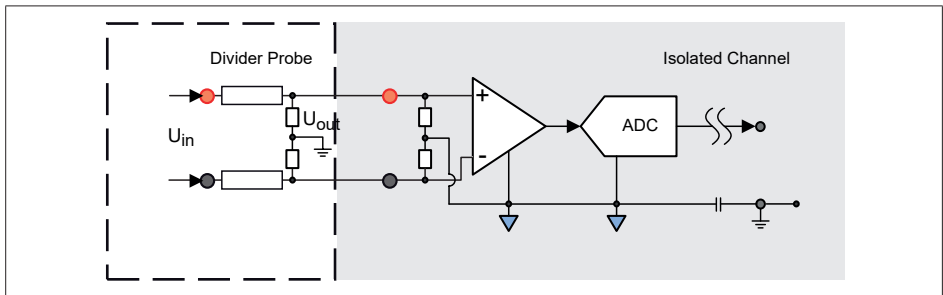 Divider Probe
Isolated Channel
Uin
Uout
+
-
ADC